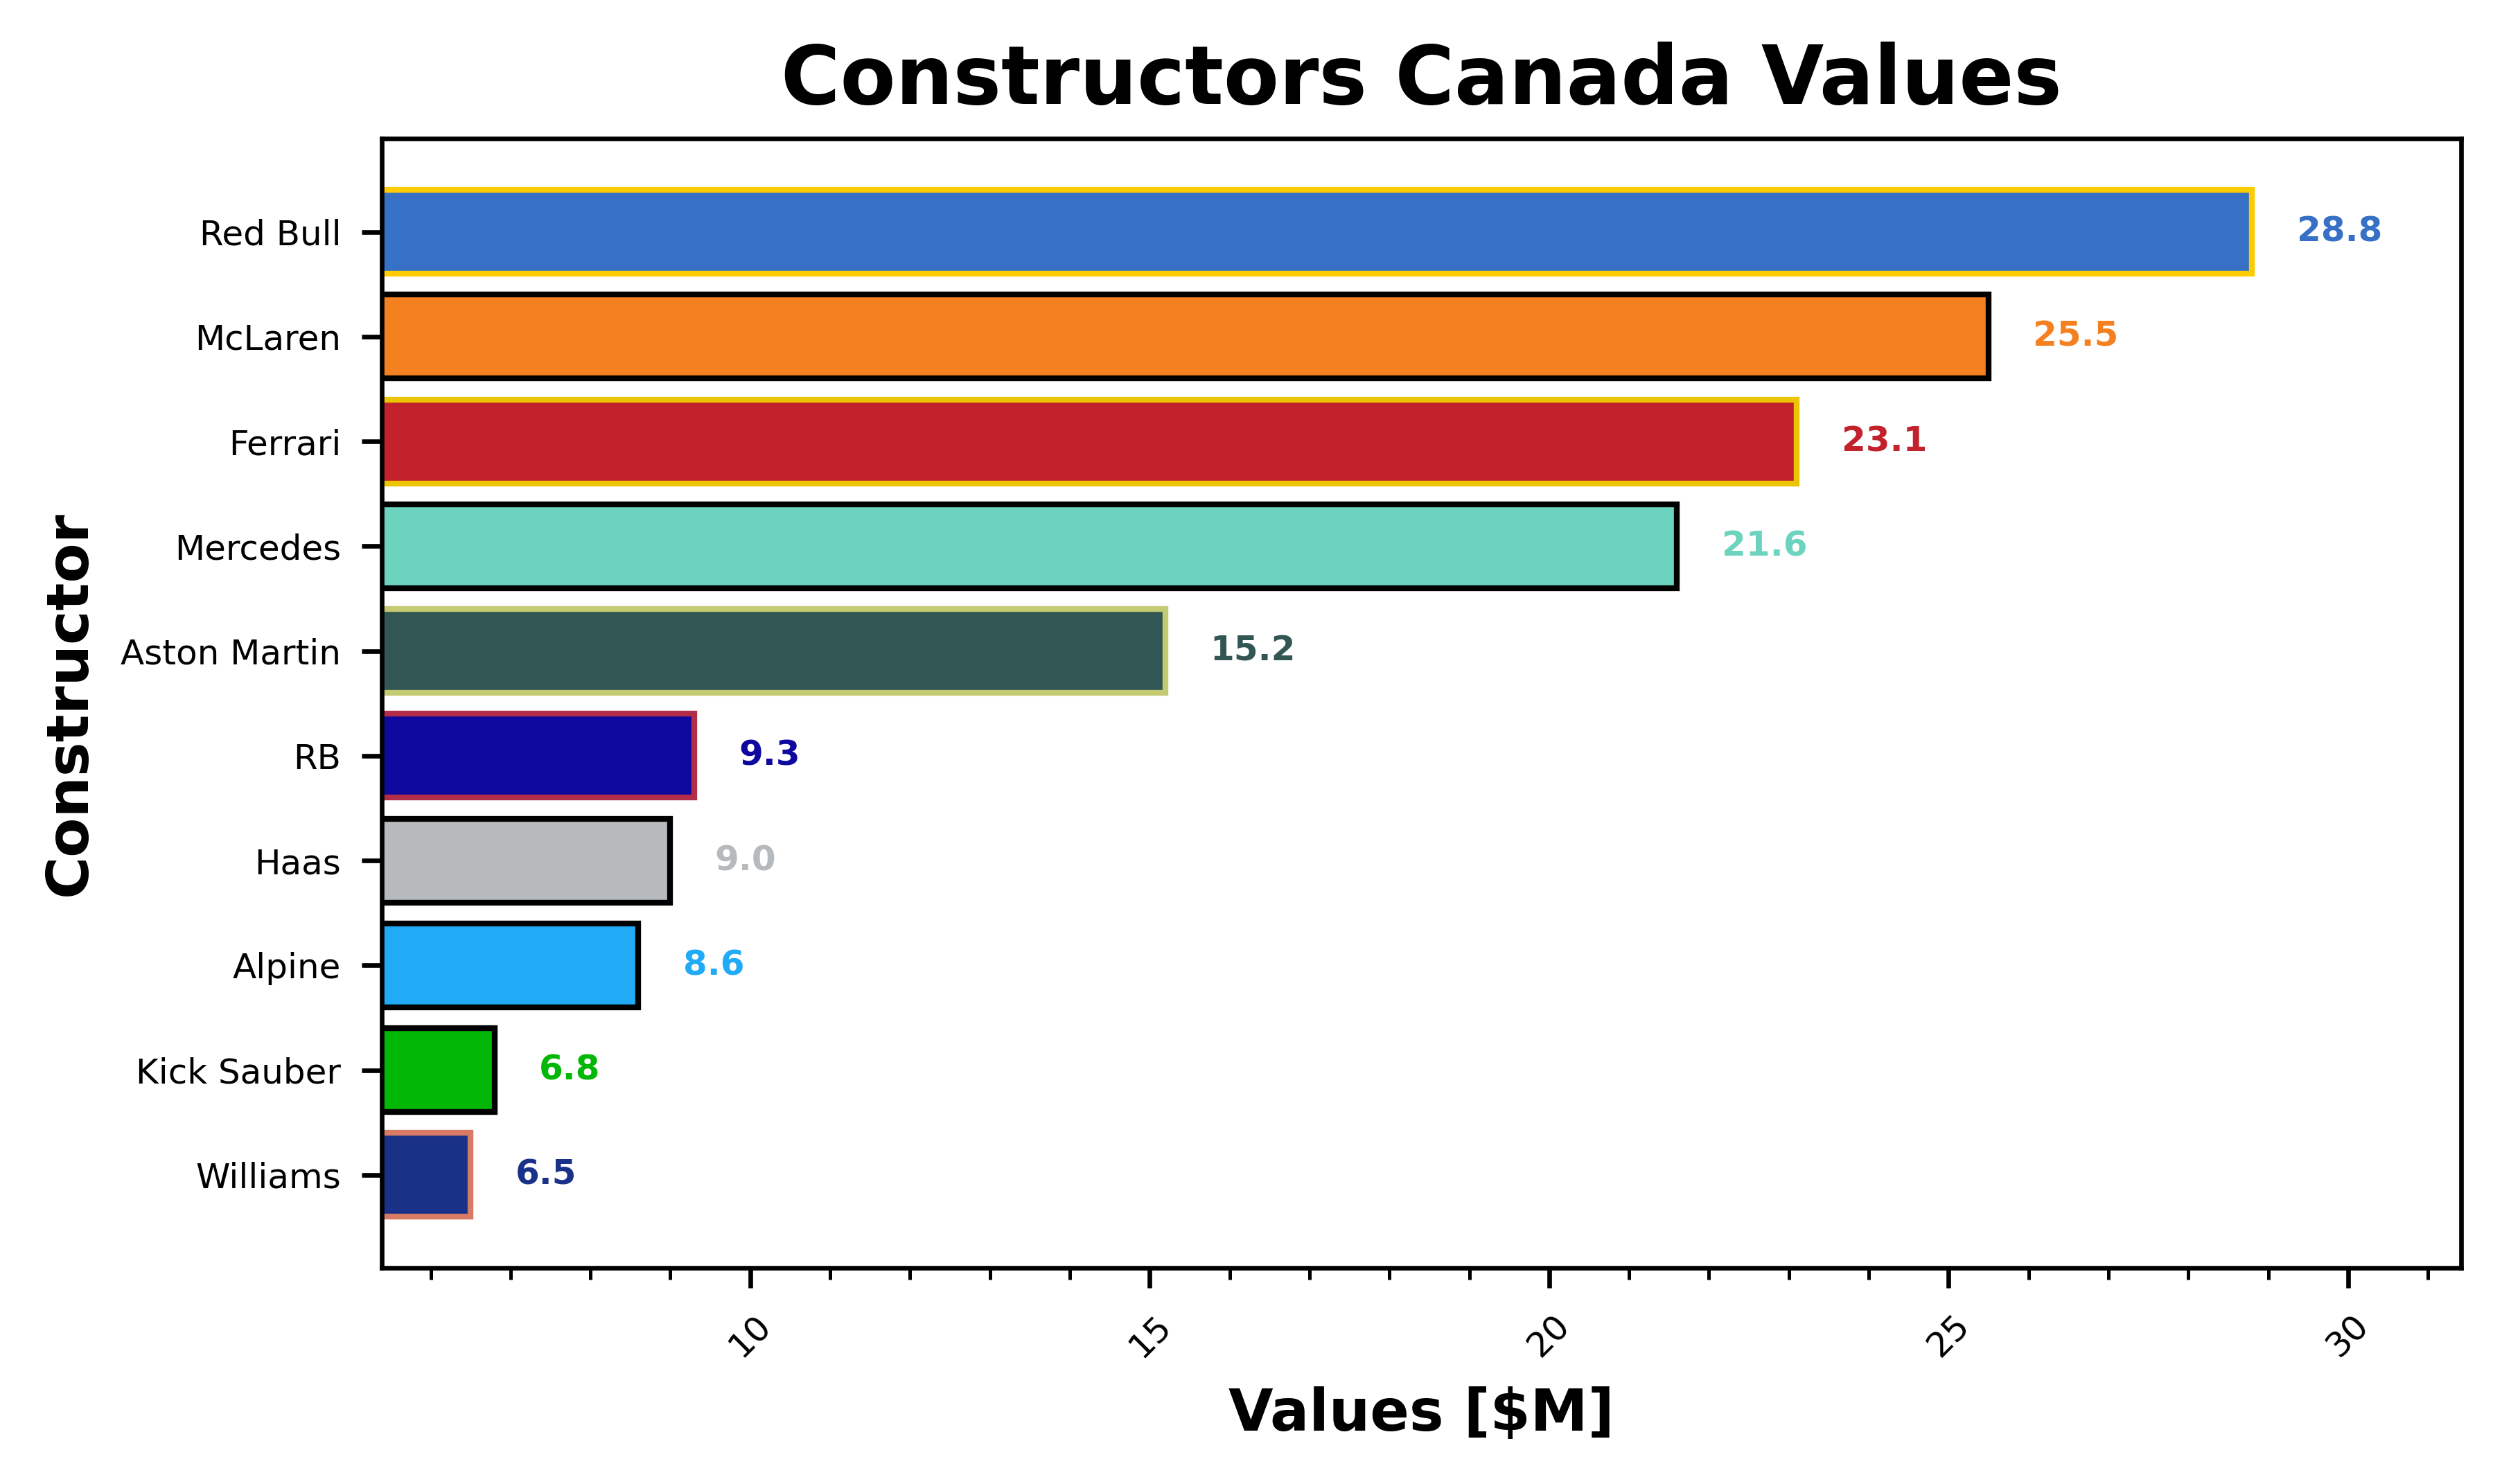 Constructors Canada Values
Constructor
Red Bull 28.8
McLaren 25.5
Ferrari 23.1
Mercedes 21.6
Aston Martin 15.2
RB 9.3
Haas 9.0
Alpine 8.6
Kick Sauber 6.8
Williams 6.5
10 15 20 25 30
Values [$M]